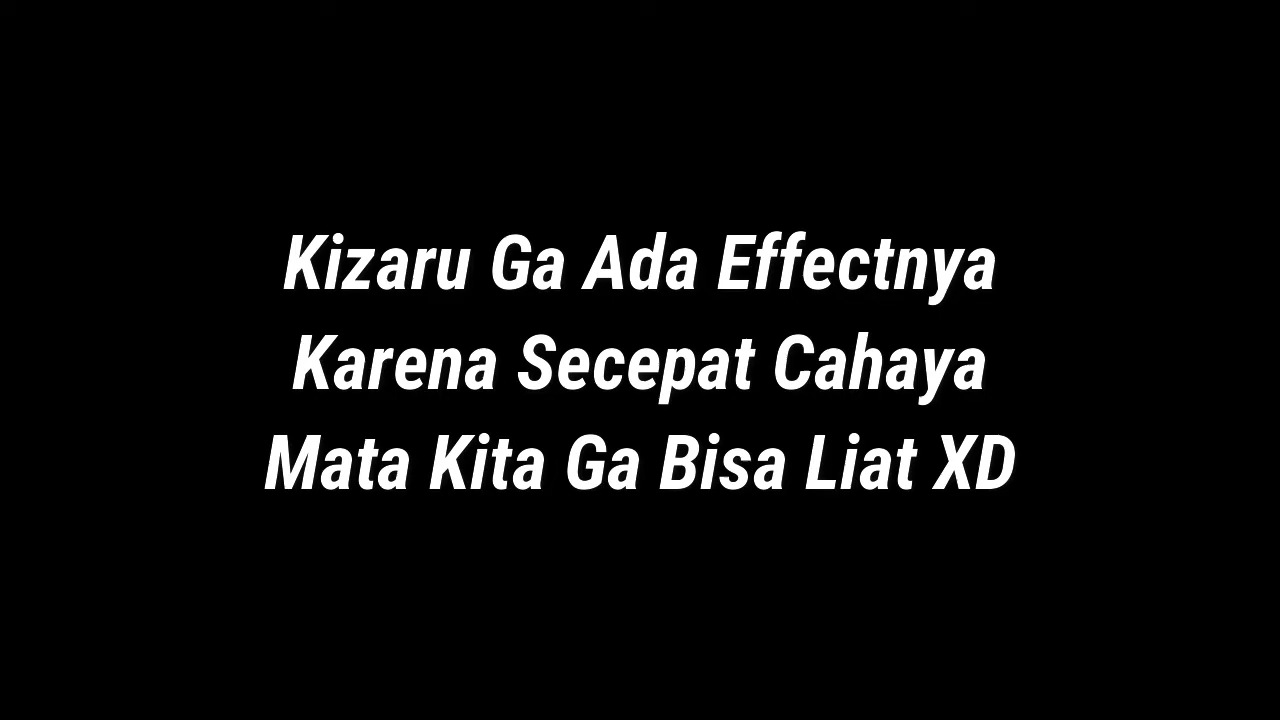 Kizaru Ga Ada Effectnya
Karena Secepat Cahaya
Mata Kita Ga Bisa Liat XD